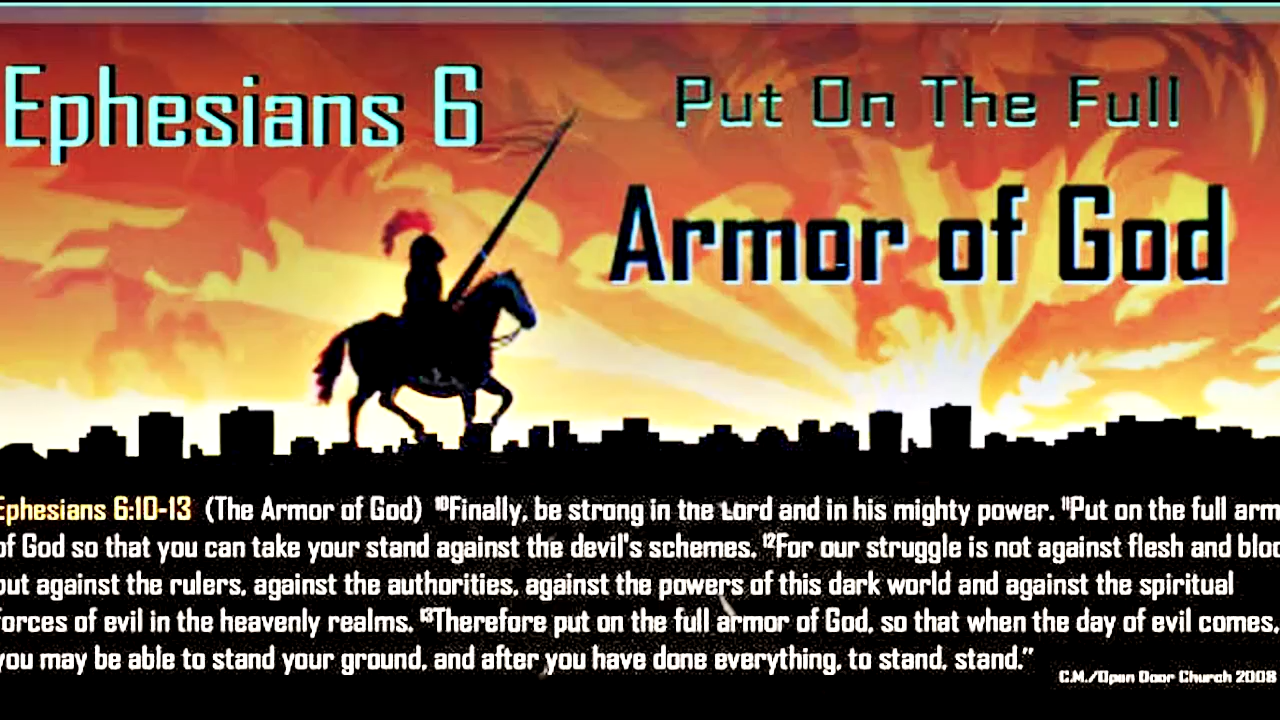 Ephesians 6
Put On The Full
Armor of God
Ephesians 6:10-13 (The Armor of God) ¹⁰Finally, be strong in the Lord and in his mighty power. ¹¹Put on the full arm
of God so that you can take your stand against the devil's schemes. ¹²For our struggle is not against flesh and bloo
but against the rulers, against the authorities, against the powers of this dark world and against the spiritual
forces of evil in the heavenly realms. ¹³Therefore put on the full armor of God, so that when the day of evil comes,
you may be able to stand your ground, and after you have done everything, to stand. stand.”
C.M./Open Door Church 2008